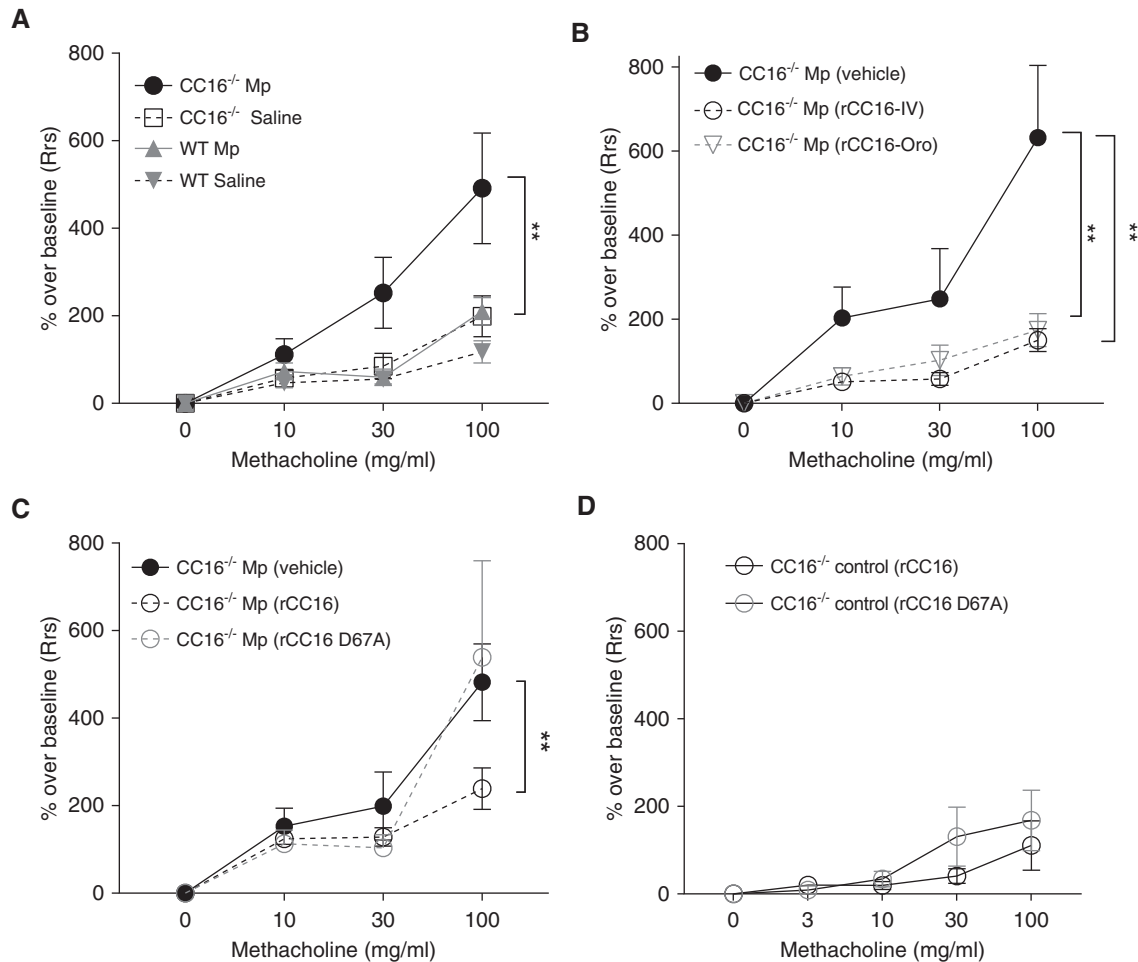 A
% over baseline (Rrs)
800
600
400
200
0
CC16-/- Mp
CC16-/- Saline
WT Mp
WT Saline
**
0 10 30 100
Methacholine (mg/ml)
B
% over baseline (Rrs)
800
600
400
200
0
CC16-/- Mp (vehicle)
CC16-/- Mp (rCC16-IV)
CC16-/- Mp (rCC16-Oro)
** **
0 10 30 100
Methacholine (mg/ml)
C
% over baseline (Rrs)
800
600
400
200
0
CC16-/- Mp (vehicle)
CC16-/- Mp (rCC16)
CC16-/- Mp (rCC16 D67A)
**
0 10 30 100
Methacholine (mg/ml)
D
% over baseline (Rrs)
800
600
400
200
0
CC16-/- control (rCC16)
CC16-/- control (rCC16 D67A)
0 3 10 30 100
Methacholine (mg/ml)